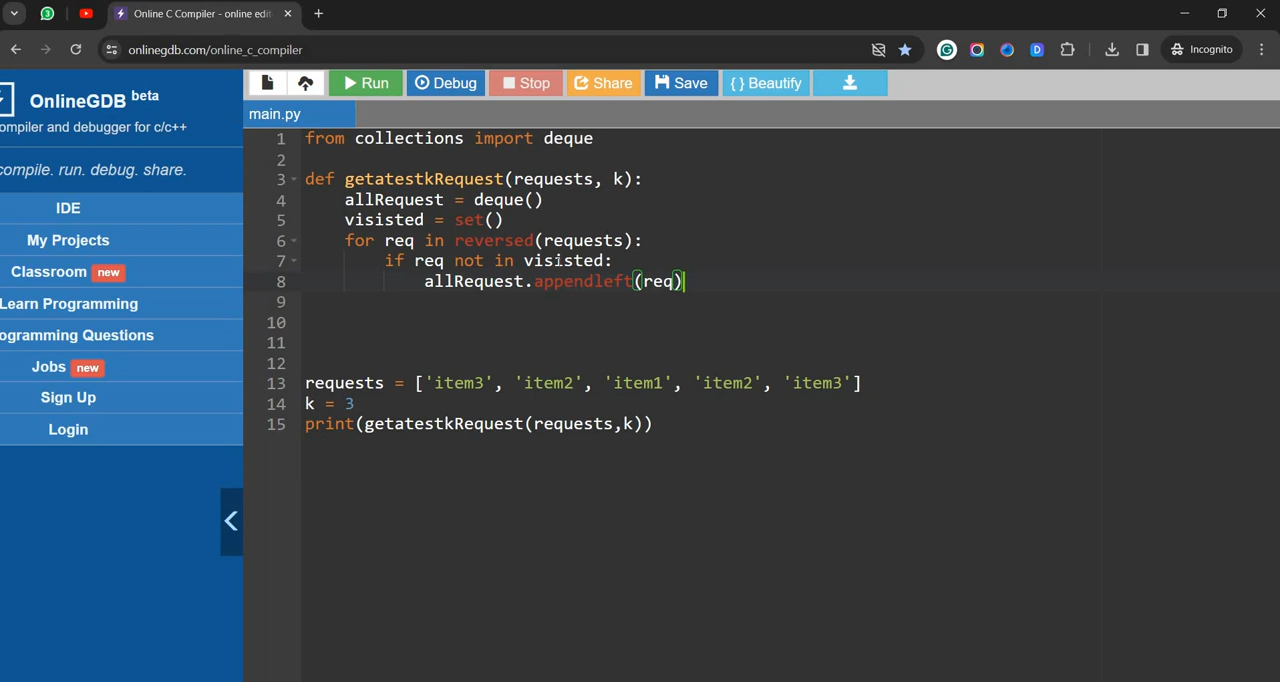 3
Online C Compiler - online edit
onlinegdb.com/online_c_compiler
D
Incognito
OnlineGDB beta
ompiler and debugger for c/c++
compile. run. debug. share.
IDE
My Projects
Classroom new
Learn Programming
ogramming Questions
Jobs new
Sign Up
Login
Run
Debug
Stop
Share
Save
{ } Beautify
main.py
1 from collections import deque
2
3 def getatestkRequest(requests, k):
4     allRequest = deque()
5     visisted = set()
6     for req in reversed(requests):
7         if req not in visisted:
8             allRequest.appendleft(req)
9
10
11
12
13 requests = ['item3', 'item2', 'item1', 'item2', 'item3']
14 k = 3
15 print(getatestkRequest(requests,k))